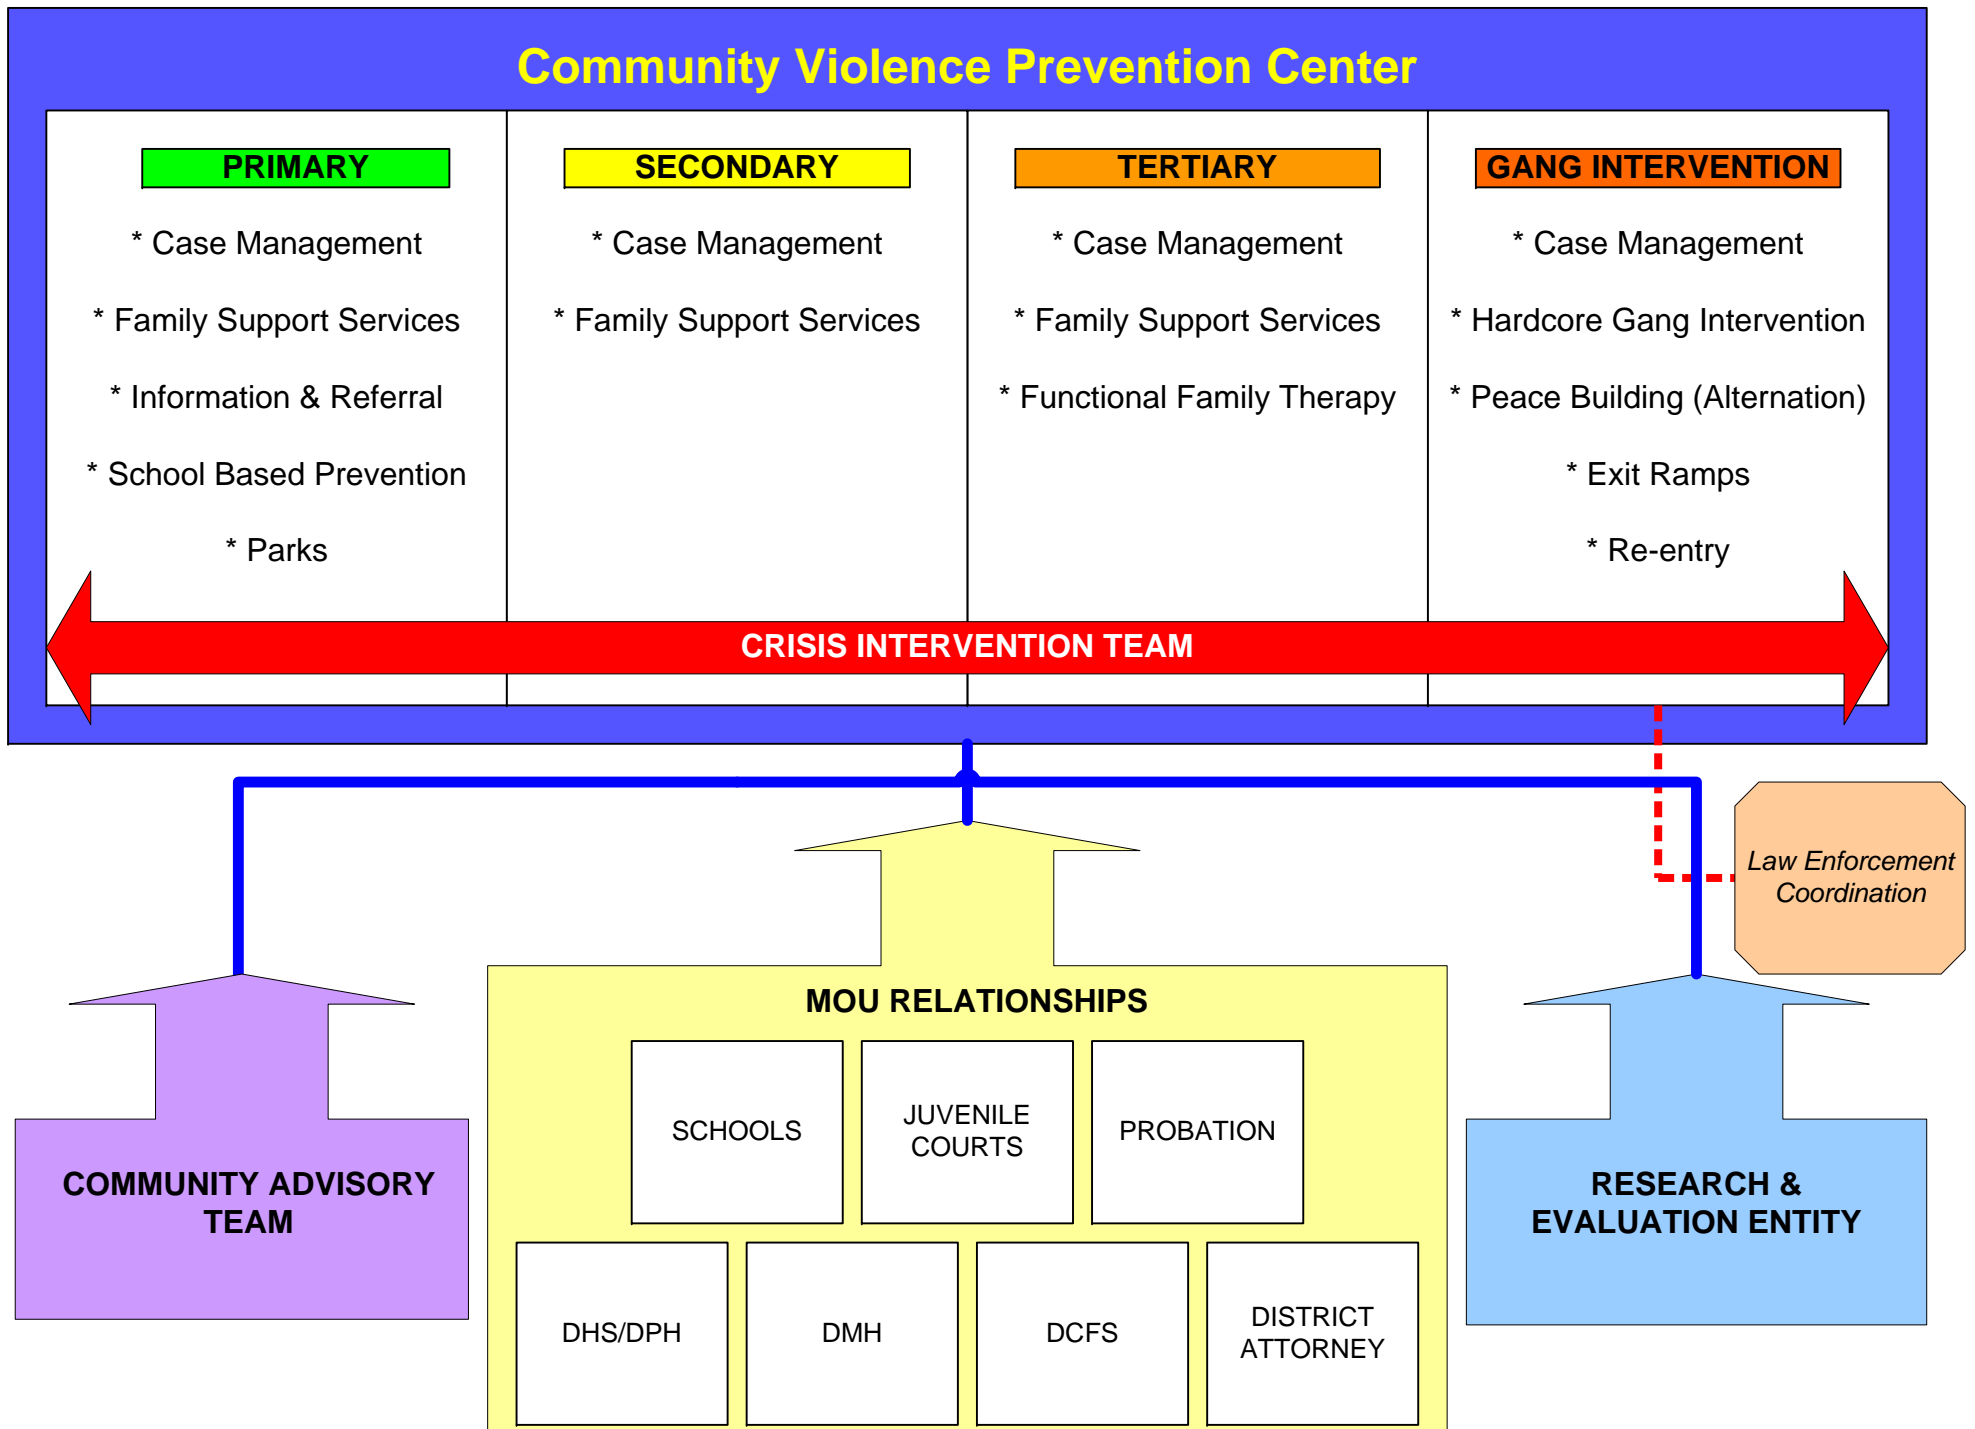 Community Violence Prevention Center
PRIMARY
* Case Management
* Family Support Services
* Information & Referral
* School Based Prevention
* Parks
SECONDARY
* Case Management
* Family Support Services
TERTIARY
* Case Management
* Family Support Services
* Functional Family Therapy
GANG INTERVENTION
* Case Management
* Hardcore Gang Intervention
* Peace Building (Alternation)
* Exit Ramps
* Re-entry
CRISIS INTERVENTION TEAM
Law Enforcement
Coordination
COMMUNITY ADVISORY
TEAM
MOU RELATIONSHIPS
SCHOOLS
JUVENILE
COURTS
PROBATION
DHS/DPH
DMH
DCFS
DISTRICT
ATTORNEY
RESEARCH &
EVALUATION ENTITY